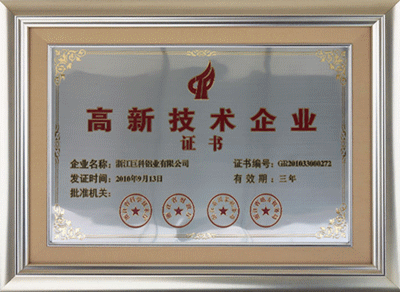 高新技术企业
证书
企业名称：浙江巨科铝业有限公司 证书编号：GR201033000272
发证时间：2010年9月13日 有效期：三年
批准机关：